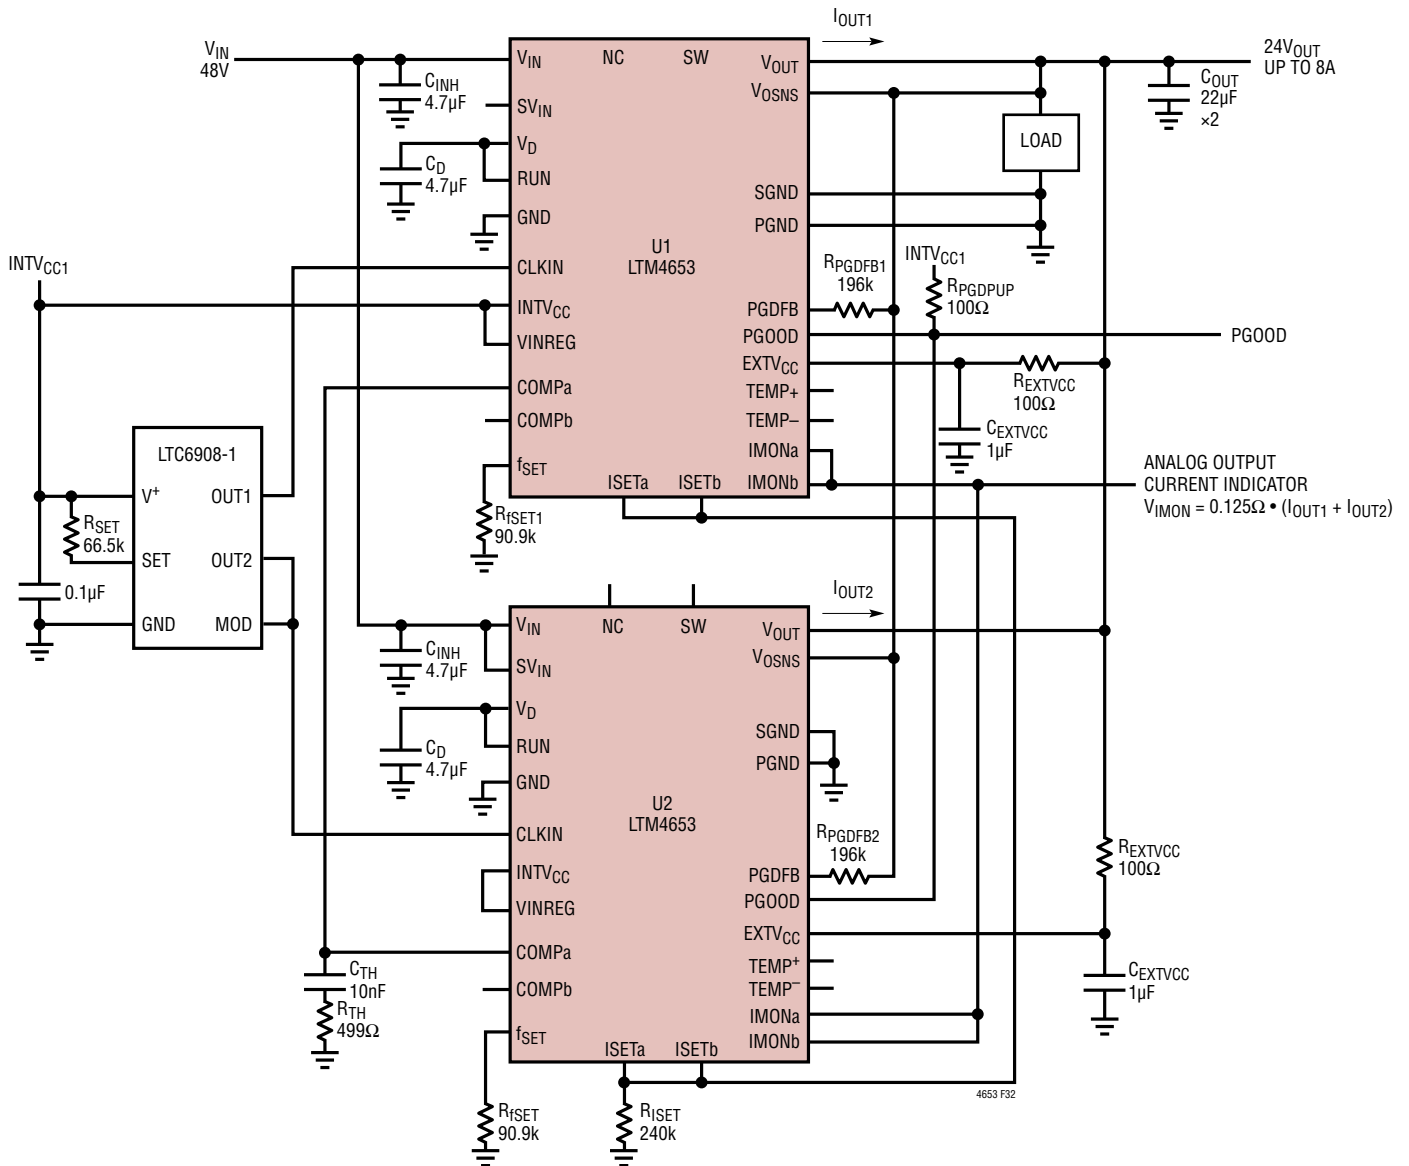 IOUT1
VIN
48V
VIN
NC
SW
VOUT
24VOUT
UP TO 8A
CINH
4.7µF
SVIN
VOSNS
COUT
22µF
×2
VD
CD
4.7µF
RUN
LOAD
GND
SGND
PGND
U1
LTM4653
INTVCC1
CLKIN
RPGDFB1
196k
INTVCC1
RPGDPUP
100Ω
INTVCC
PGDFB
VINREG
PGOOD
PGOOD
EXTVCC
REXTVCC
100Ω
COMPa
TEMP+
COMPb
TEMP–
CEXTVCC
1µF
IMONa
fSET
ISETa
ISETb
IMONb
ANALOG OUTPUT
CURRENT INDICATOR
VIMON = 0.125Ω • (IOUT1 + IOUT2)
RfSET1
90.9k
LTC6908-1
V+
OUT1
RSET
66.5k
SET
OUT2
0.1µF
GND
MOD
IOUT2
VIN
NC
SW
VOUT
CINH
4.7µF
SVIN
VOSNS
VD
CD
4.7µF
RUN
SGND
PGND
GND
U2
LTM4653
CLKIN
RPGDFB2
196k
REXTVCC
100Ω
INTVCC
PGDFB
VINREG
PGOOD
EXTVCC
COMPa
TEMP+
CTH
10nF
COMPb
TEMP–
CEXTVCC
1µF
RTH
499Ω
IMONa
fSET
ISETa
ISETb
IMONb
4653 F32
RfSET
90.9k
RISET
240k